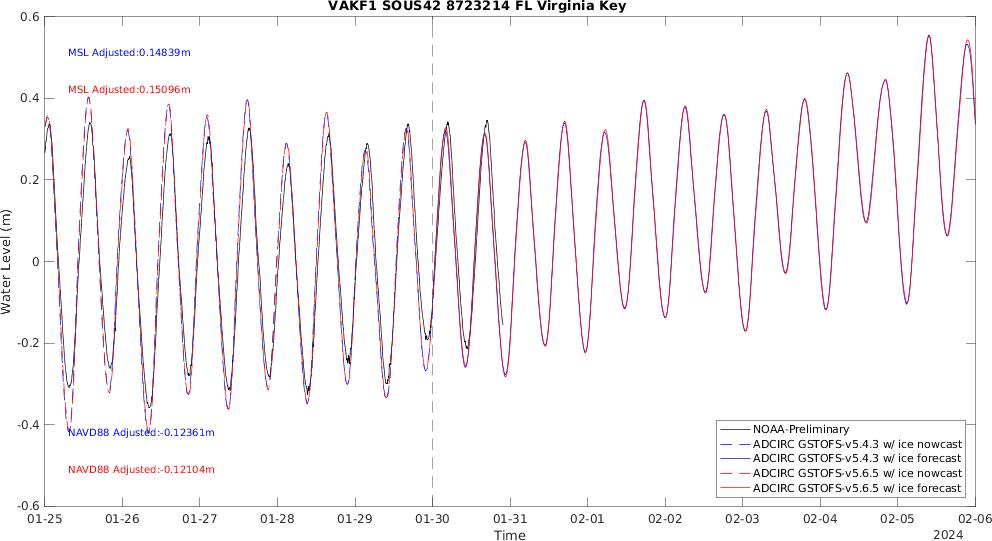 VAKF1 SOUS42 8723214 FL Virginia Key
0.6
MSL Adjusted:0.14839m
MSL Adjusted:0.15096m
0.4
0.2
0
-0.2
-0.4
-0.6
Water Level (m)
NAVD88 Adjusted:-0.12361m
NAVD88 Adjusted:-0.12104m
NOAA-Preliminary
ADCIRC GSTOFS-v5.4.3 w/ ice nowcast
ADCIRC GSTOFS-v5.4.3 w/ ice forecast
ADCIRC GSTOFS-v5.6.5 w/ ice nowcast
ADCIRC GSTOFS-v5.6.5 w/ ice forecast
01-25 01-26 01-27 01-28 01-29 01-30 01-31 02-01 02-02 02-03 02-04 02-05 02-06
Time
2024